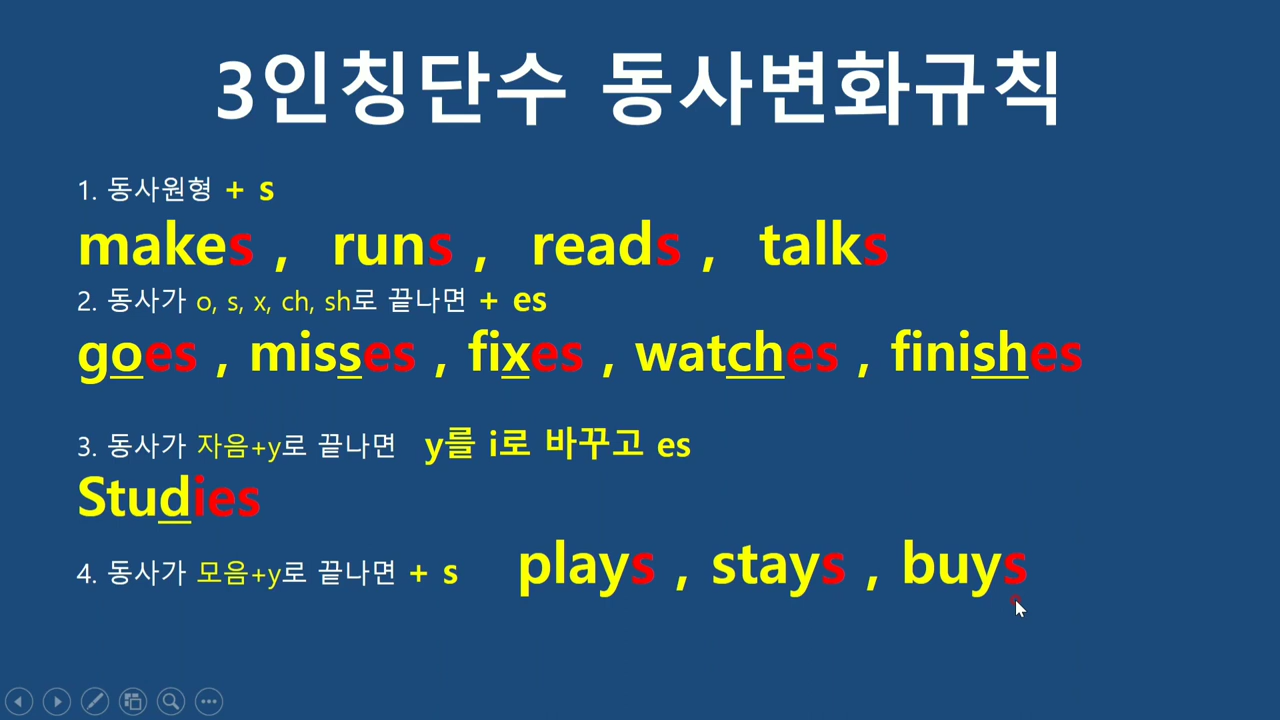 3인칭단수 동사변화규칙
1. 동사원형 + s
makes , runs , reads , talks
2. 동사가 o, s, x, ch, sh로 끝나면 + es
goes , misses , fixes , watches , finishes
3. 동사가 자음+y로 끝나면 y를 i로 바꾸고 es
Studies
4. 동사가 모음+y로 끝나면 + s plays , stays , buys